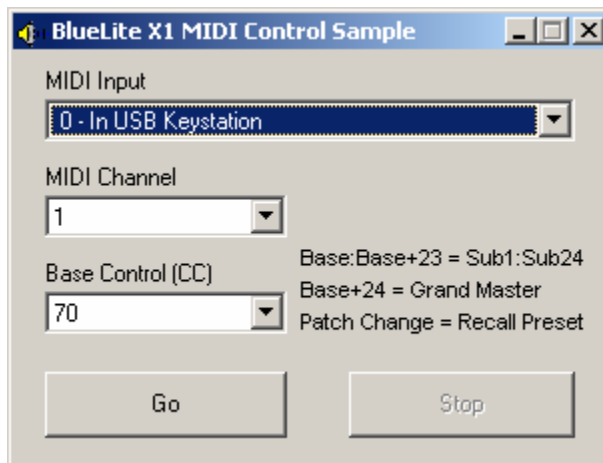 BlueLite X1 MIDI Control Sample
MIDI Input
0 - In USB Keystation
MIDI Channel
1
Base Control (CC)
70
Base:Base+23 = Sub1:Sub24
Base+24 = Grand Master
Patch Change = Recall Preset
Go
Stop